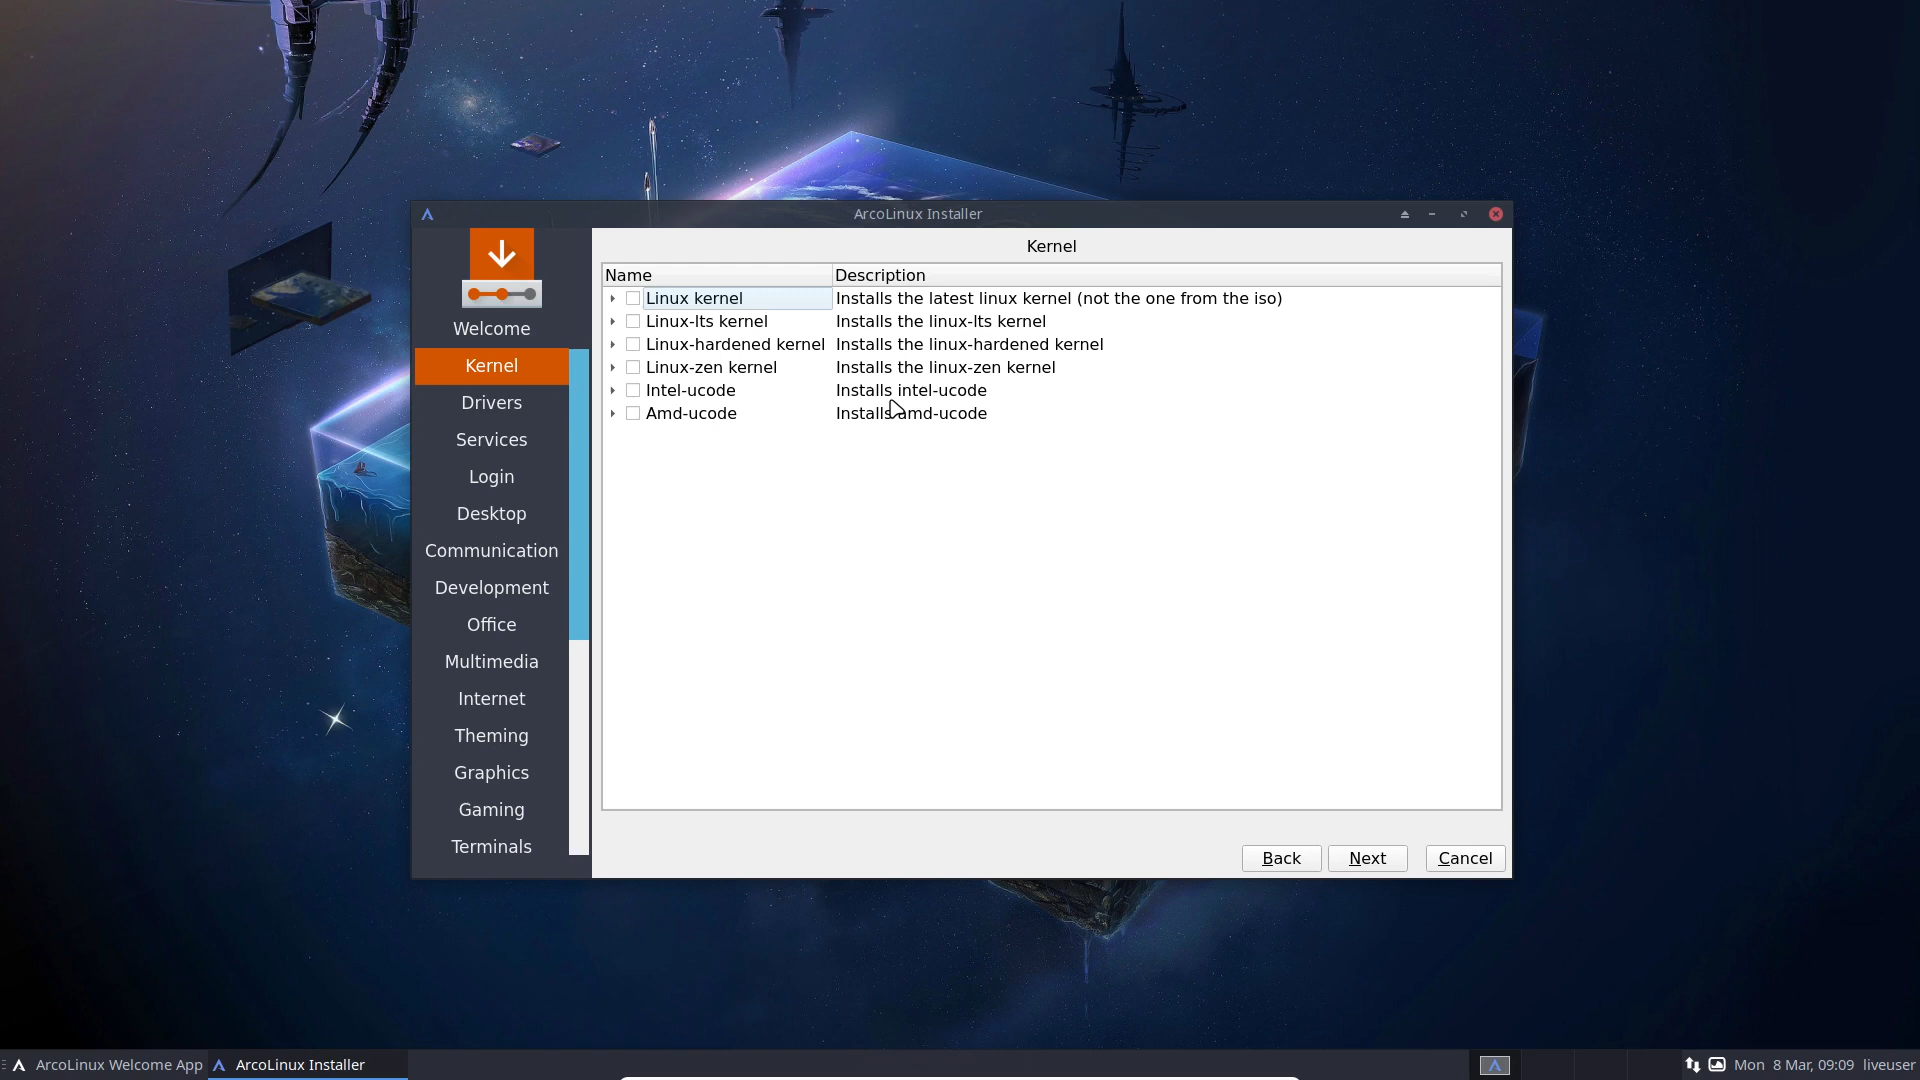 ArcoLinux Installer
Welcome
Kernel
Drivers
Services
Login
Desktop
Communication
Development
Office
Multimedia
Internet
Theming
Graphics
Gaming
Terminals
Kernel
Name Description
Linux kernel Installs the latest linux kernel (not the one from the iso)
Linux-lts kernel Installs the linux-lts kernel
Linux-hardened kernel Installs the linux-hardened kernel
Linux-zen kernel Installs the linux-zen kernel
Intel-ucode Installs intel-ucode
Amd-ucode Installs amd-ucode
Back Next Cancel
ArcoLinux Welcome App ArcoLinux Installer Mon 8 Mar, 09:09 liveuser